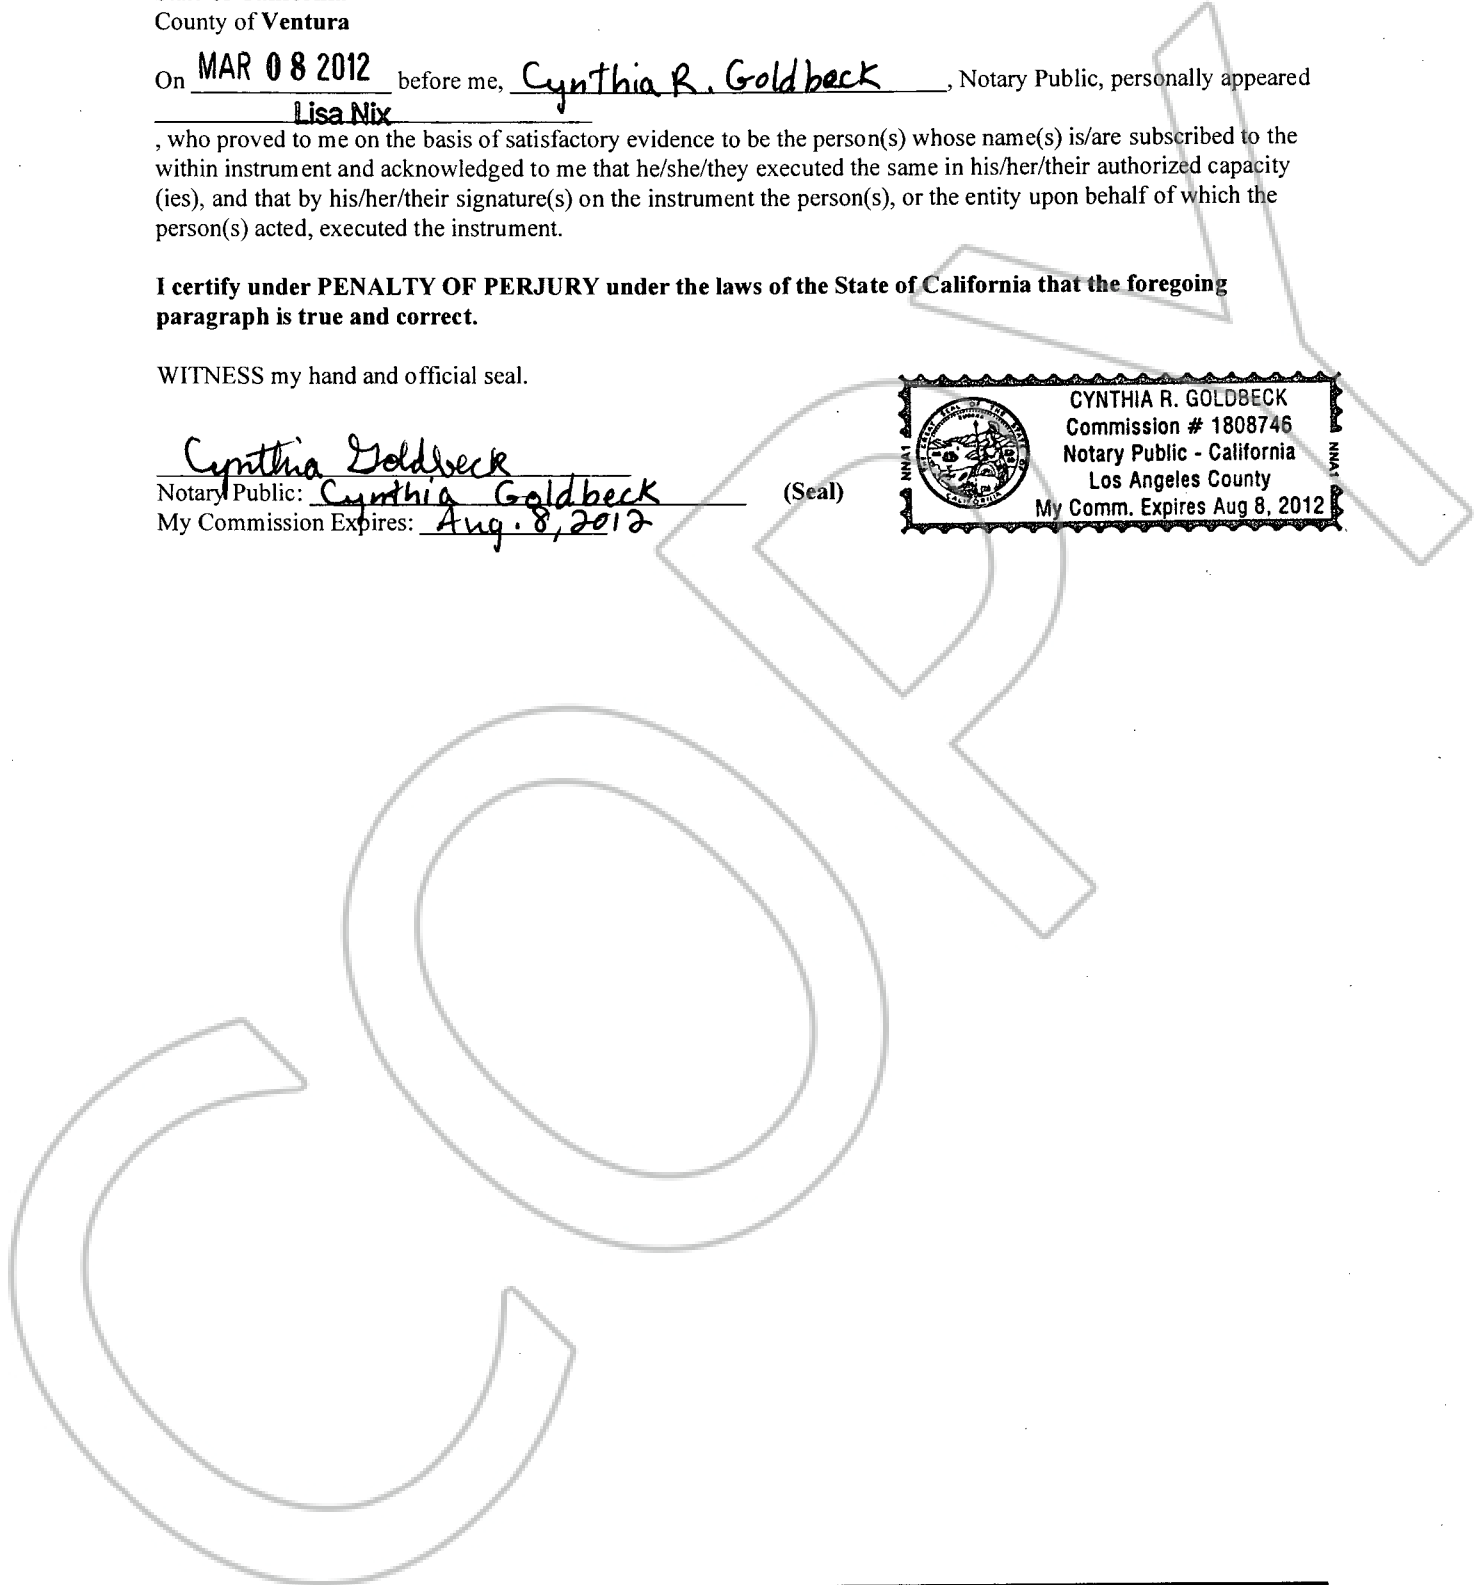 County of Ventura
On MAR 08 2012 before me, Cynthia R. Goldbeck, Notary Public, personally appeared
Lisa Nix
, who proved to me on the basis of satisfactory evidence to be the person(s) whose name(s) is/are subscribed to the
within instrument and acknowledged to me that he/she/they executed the same in his/her/their authorized capacity
(ies), and that by his/her/their signature(s) on the instrument the person(s), or the entity upon behalf of which the
person(s) acted, executed the instrument.
I certify under PENALTY OF PERJURY under the laws of the State of California that the foregoing
paragraph is true and correct.
WITNESS my hand and official seal.
Cynthia Goldbeck
Notary Public: Cynthia Goldbeck (Seal)
My Commission Expires: Aug. 8, 2012
CYNTHIA R. GOLDBECK
Commission # 1808746
Notary Public - California
Los Angeles County
My Comm. Expires Aug 8, 2012
NNA1
NNA1
COPY